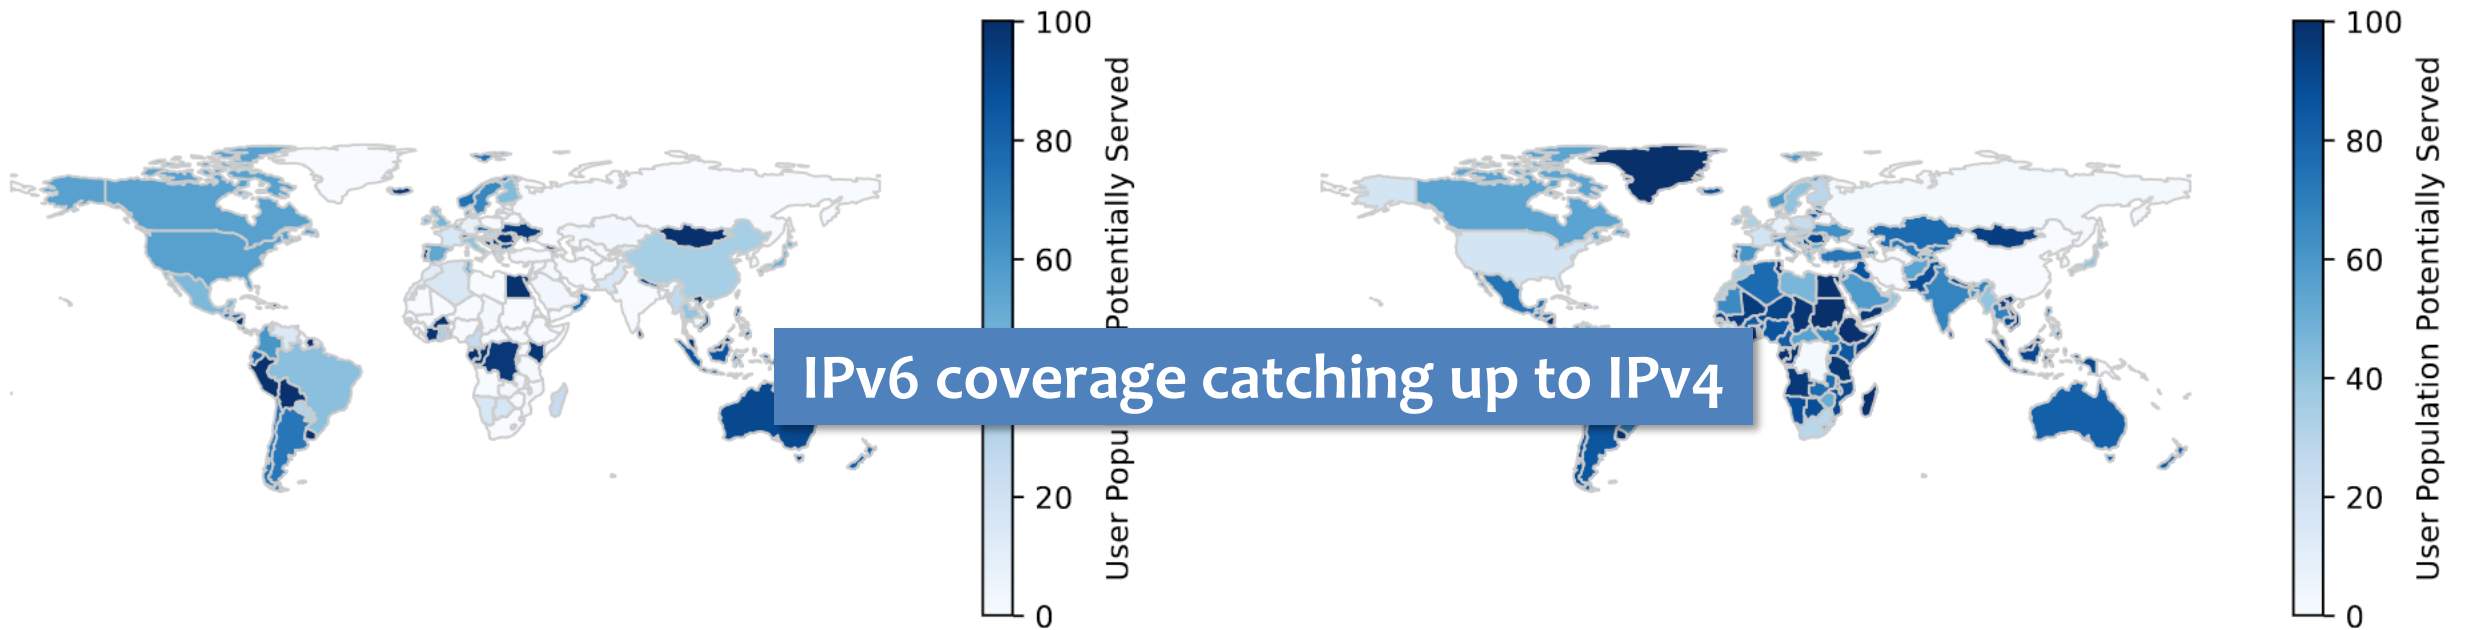 100
80
60
20
0
User Popu
Potentially Served
IPv6 coverage catching up to IPv4
100
80
60
40
20
0
User Population Potentially Served